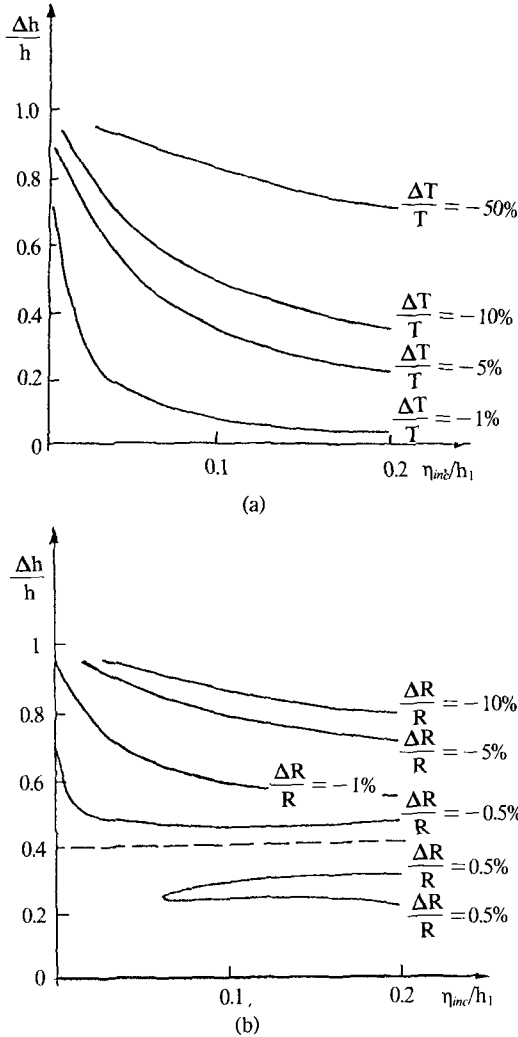 Δh
h
1.0
0.8
0.6
0.4
0.2
0
ΔT
T = -50%
ΔT
T = -10%
ΔT
T = -5%
ΔT
T = -1%
0.1
0.2
η_inc/h₁
(a)
Δh
h
1
0.8
0.6
0.4
0.2
0
ΔR
R = -10%
ΔR
R = -5%
ΔR
R = -1%
ΔR
R = -0.5%
ΔR
R = 0.5%
ΔR
R = 0.5%
0.1
0.2
η_inc/h₁
(b)